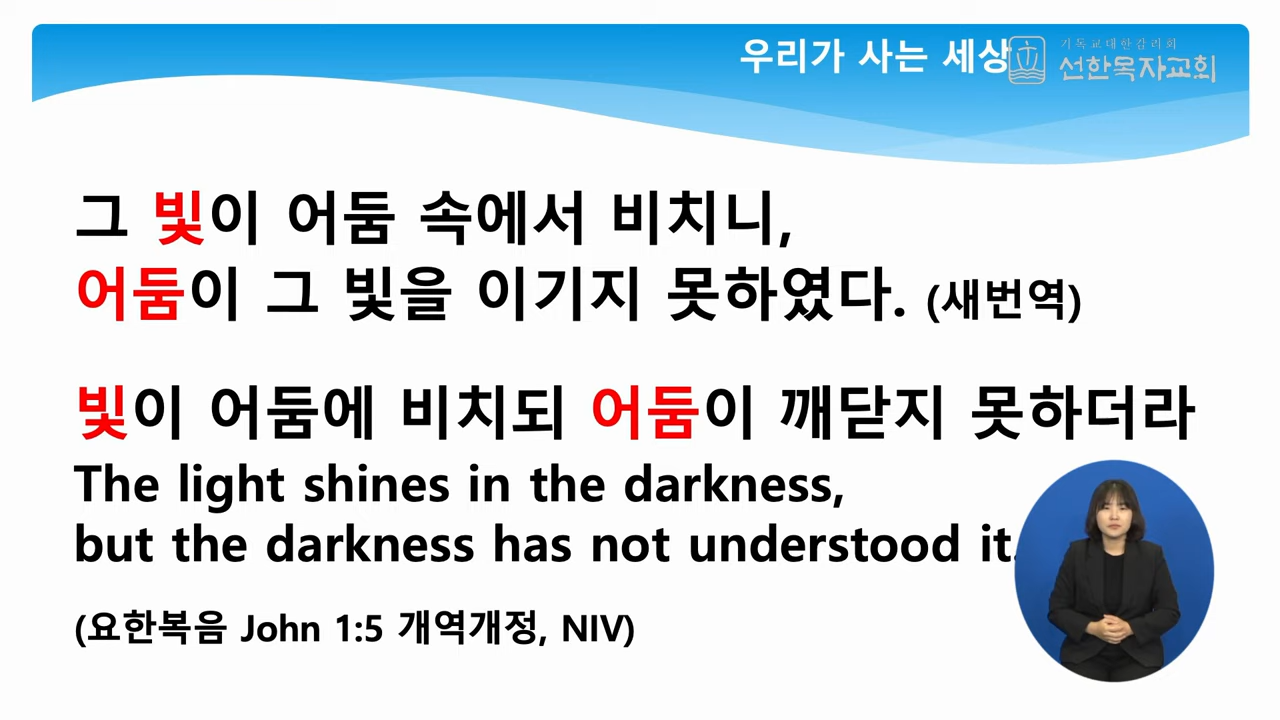 우리가 사는 세상
기독교대한감리회
선한목자교회
그 빛이 어둠 속에서 비치니,
어둠이 그 빛을 이기지 못하였다. (새번역)
빛이 어둠에 비치되 어둠이 깨닫지 못하더라
The light shines in the darkness,
but the darkness has not understood it.
(요한복음 John 1:5 개역개정, NIV)